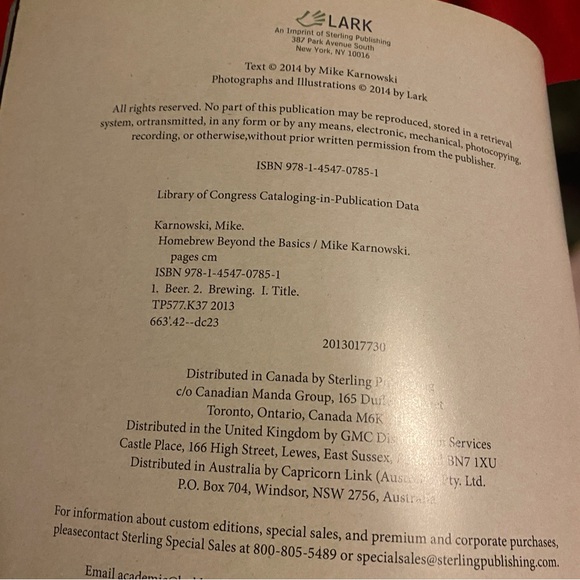 LARK
An Imprint of Sterling Publishing
387 Park Avenue South
New York, NY 10016
Text © 2014 by Mike Karnowski
Photographs and Illustrations © 2014 by Lark
All rights reserved. No part of this publication may be reproduced, stored in a retrieval
system, ortransmitted, in any form or by any means, electronic, mechanical, photocopying,
recording, or otherwise,without prior written permission from the publisher.
ISBN 978-1-4547-0785-1
Library of Congress Cataloging-in-Publication Data
Karnowski, Mike.
Homebrew Beyond the Basics / Mike Karnowski.
pages cm
ISBN 978-1-4547-0785-1
1. Beer. 2. Brewing. I. Title.
TP577.K37 2013
663'.42--dc23
2013017730
Distributed in Canada by Sterling
c/o Canadian Manda Group, 165
Toronto, Ontario, Canada M6K
Distributed in the United Kingdom by GMC Services
Castle Place, 166 High Street, Lewes, East Sussex, BN7 1XU
Distributed in Australia by Capricorn Link Pty. Ltd.
P.O. Box 704, Windsor, NSW 2756, Australia
For information about custom editions, special sales, and premium and corporate purchases,
pleasecontact Sterling Special Sales at 800-805-5489 or specialsales@sterlingpublishing.com.
Email